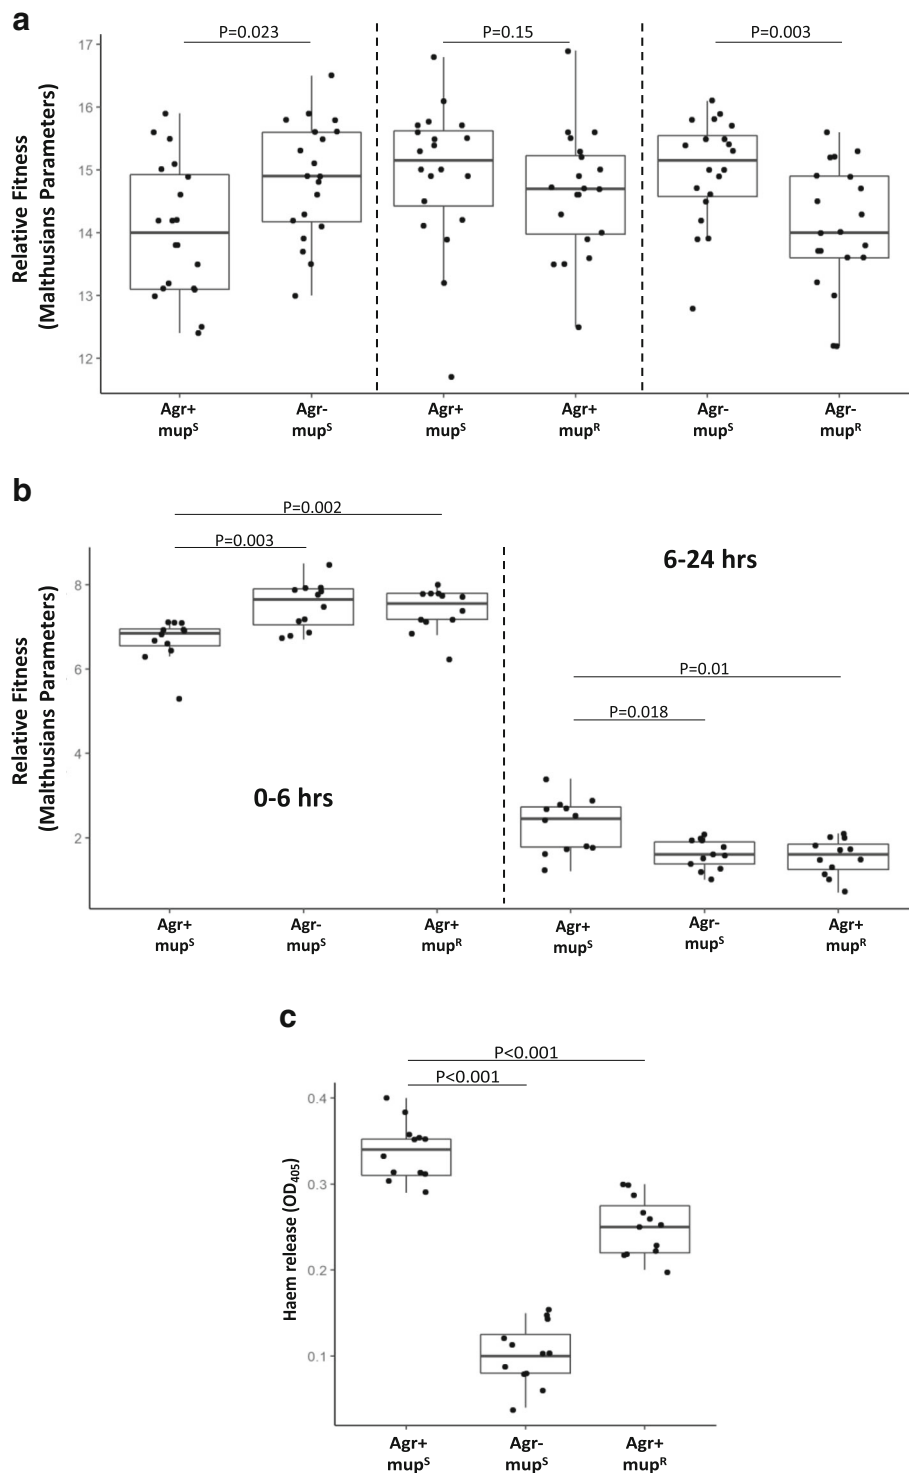 a
P=0.023 P=0.15 P=0.003
Relative Fitness
(Malthusians Parameters)
17
16
15
14
13
12
Agr+ Agr- Agr+ Agr+ Agr- Agr-
mupS mupS mupS mupR mupS mupR
b
P=0.002
P=0.003
6-24 hrs
P=0.01
P=0.018
0-6 hrs
Relative Fitness
(Malthusians Parameters)
8
6
4
2
Agr+ Agr- Agr+ Agr+ Agr- Agr+
mupS mupS mupR mupS mupS mupR
c
P<0.001
P<0.001
Haem release (OD405)
0.4
0.3
0.2
0.1
Agr+ Agr- Agr+
mupS mupS mupR